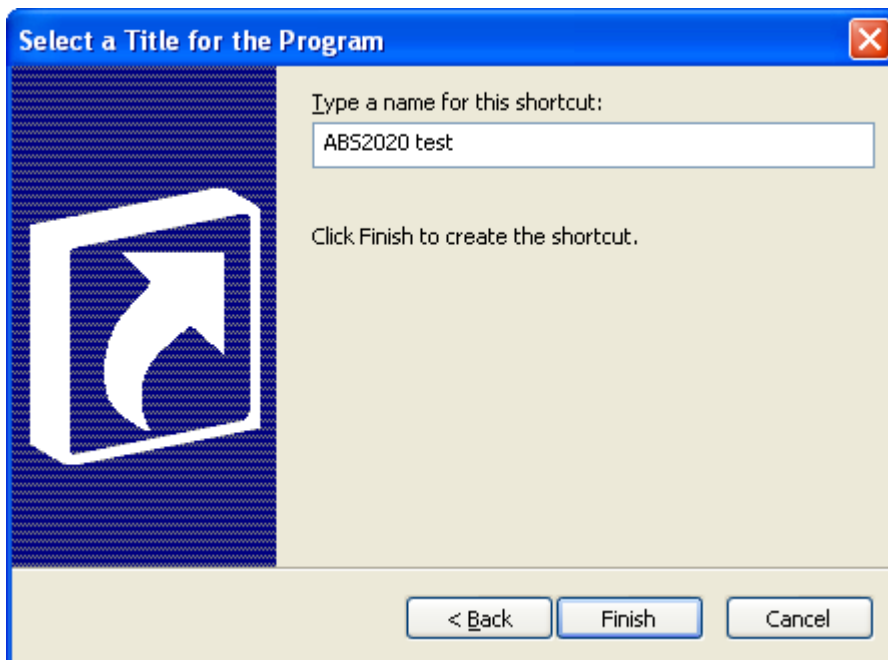 Select a Title for the Program
Type a name for this shortcut:
ABS2020 test
Click Finish to create the shortcut.
< Back
Finish
Cancel